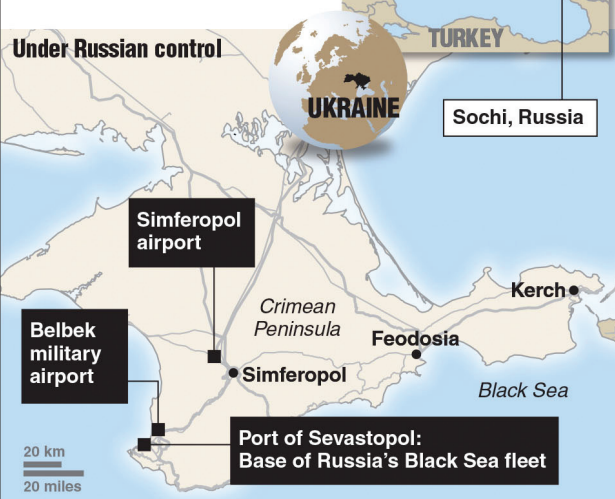 Under Russian control
TURKEY
UKRAINE
Sochi, Russia
Simferopol
airport
Kerch
Crimean
Peninsula
Belbek
military
airport
Feodosia
Simferopol
Black Sea
Port of Sevastopol:
Base of Russia’s Black Sea fleet
20 km
20 miles